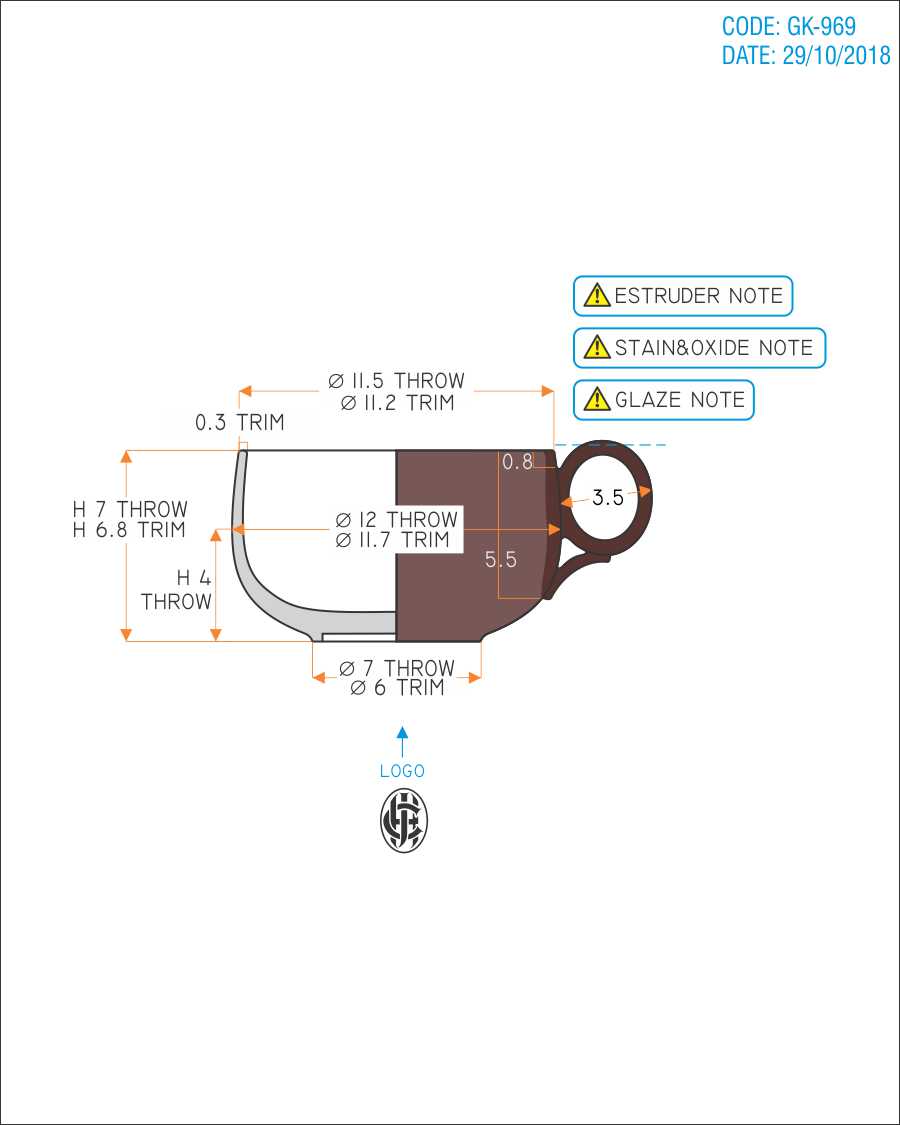 CODE: GK-969
DATE: 29/10/2018
ESTRUDER NOTE
STAIN&OXIDE NOTE
GLAZE NOTE
Ø 11.5 THROW
Ø 11.2 TRIM
0.3 TRIM
0.8
3.5
H 7 THROW
H 6.8 TRIM
Ø 12 THROW
Ø 11.7 TRIM
5.5
H 4
THROW
Ø 7 THROW
Ø 6 TRIM
LOGO